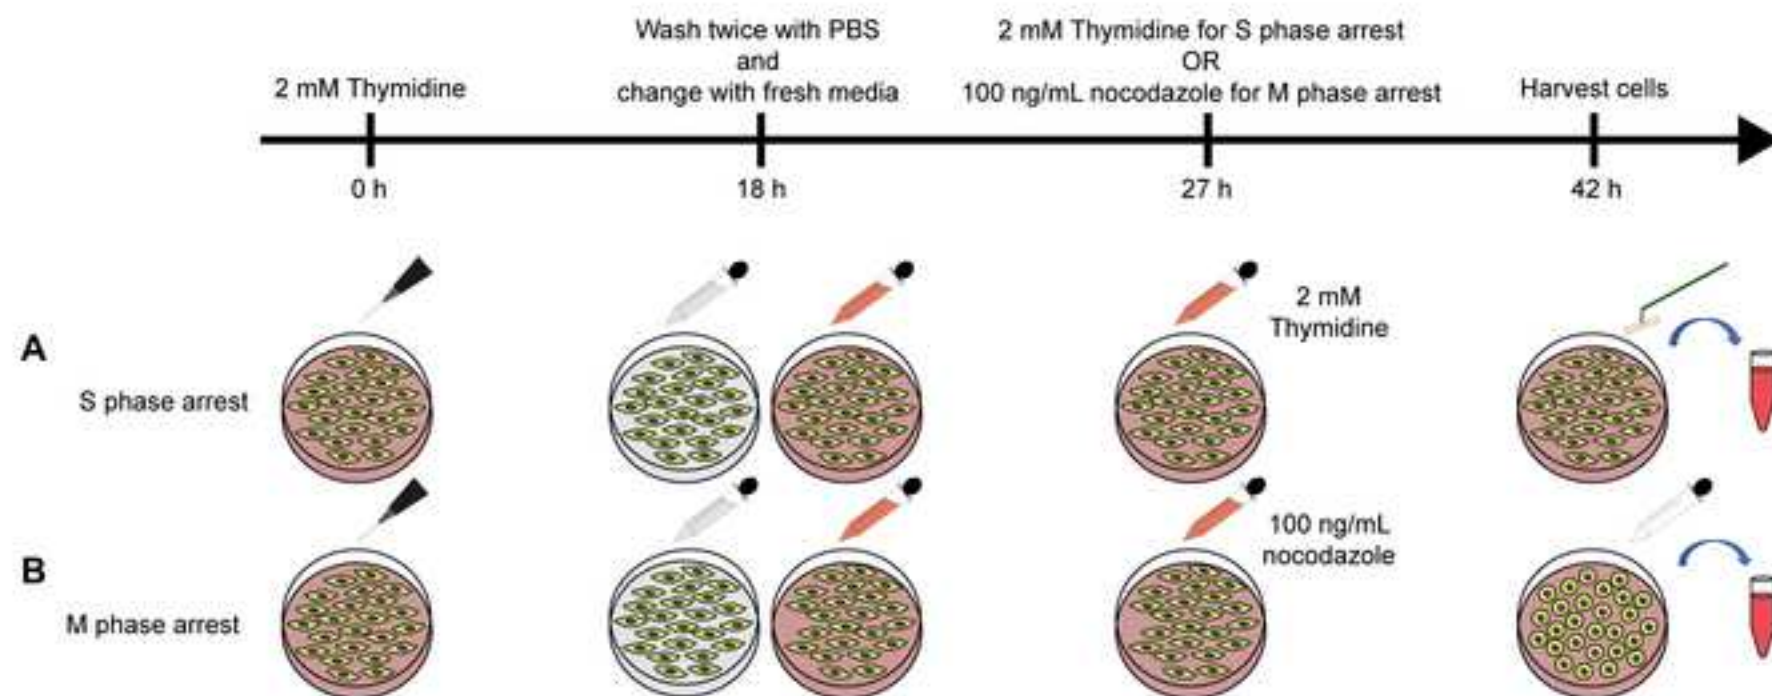 2 mM Thymidine
Wash twice with PBS
and
change with fresh media
2 mM Thymidine for S phase arrest
OR
100 ng/mL nocodazole for M phase arrest
Harvest cells
0 h
18 h
27 h
42 h
A
S phase arrest
2 mM
Thymidine
B
M phase arrest
100 ng/mL
nocodazole